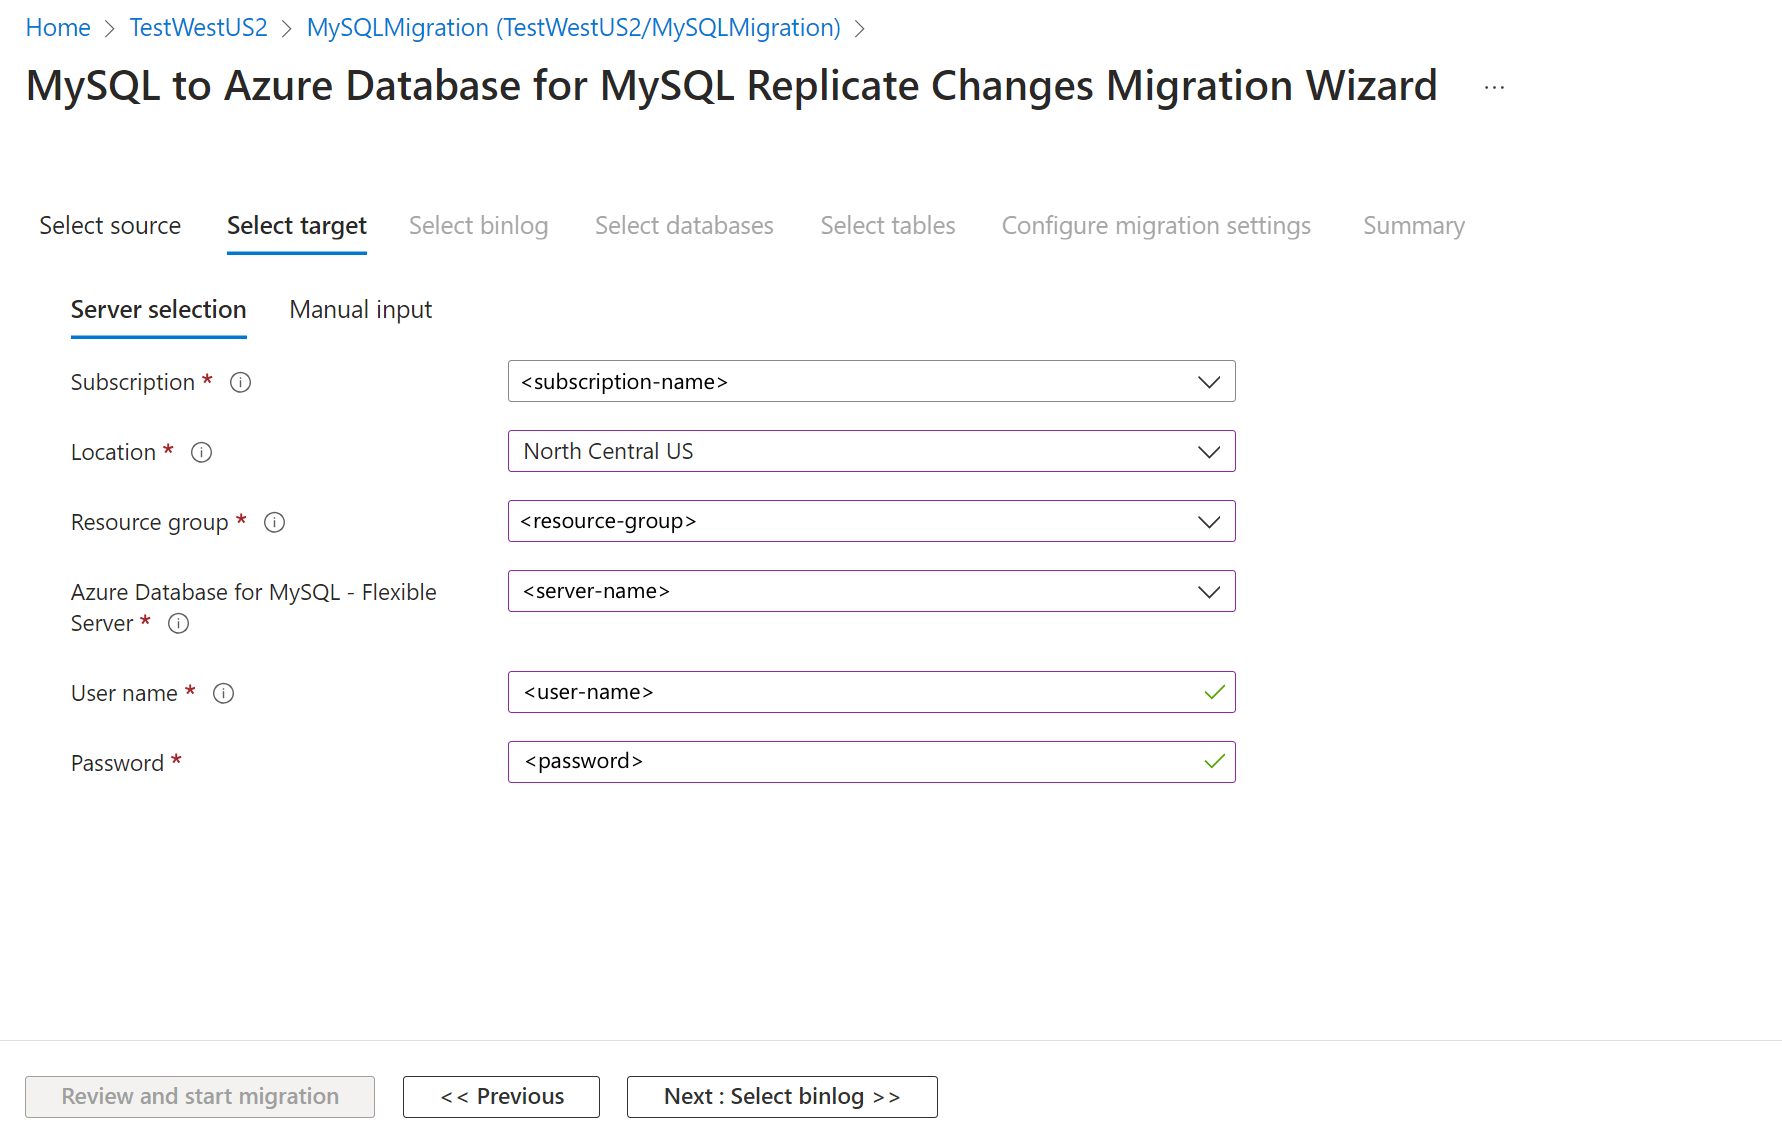 Home > TestWestUS2 > MySQLMigration (TestWestUS2/MySQLMigration) >
MySQL to Azure Database for MySQL Replicate Changes Migration Wizard ...
Select source Select target Select binlog Select databases Select tables Configure migration settings Summary
Server selection Manual input
Subscription * <subscription-name>
Location * North Central US
Resource group * <resource-group>
Azure Database for MySQL - Flexible <server-name>
Server *
User name * <user-name>
Password * <password>
Review and start migration << Previous Next : Select binlog >>